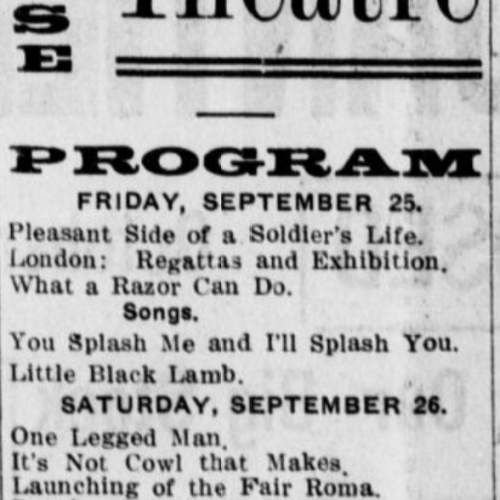 S
E
Theatre
PROGRAM
FRIDAY, SEPTEMBER 25.
Pleasant Side of a Soldier's Life.
London: Regattas and Exhibition.
What a Razor Can Do.
Songs.
You Splash Me and I'll Splash You.
Little Black Lamb.
SATURDAY, SEPTEMBER 26.
One Legged Man.
It's Not Cowl that Makes.
Launching of the Fair Roma.